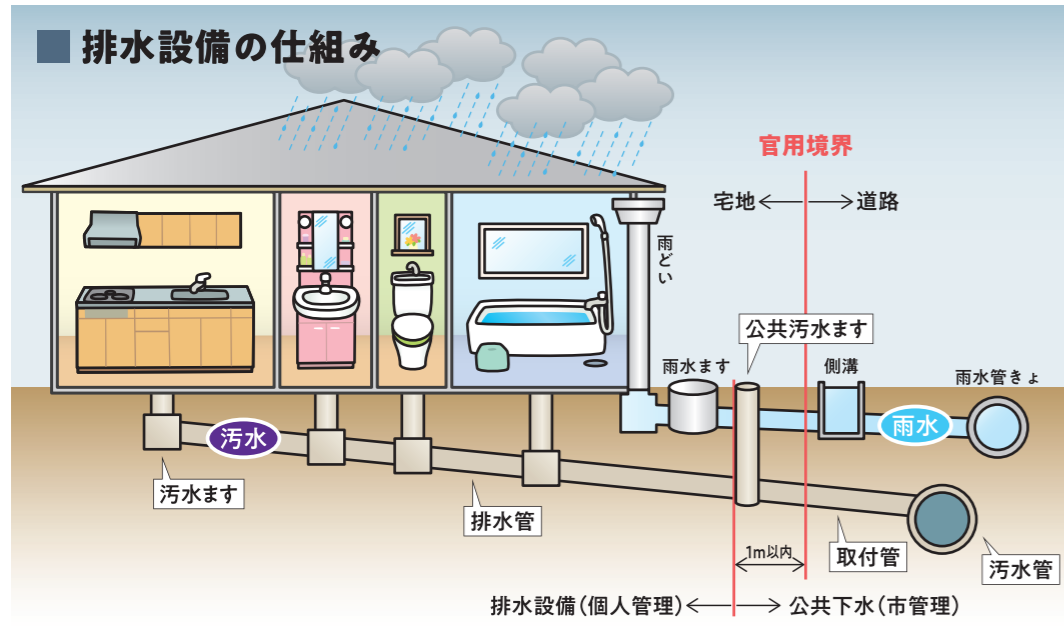 排水設備の仕組み
官用境界
宅地
道路
雨どい
公共汚水ます
雨水ます
側溝
雨水管きょ
汚水
雨水
汚水ます
排水管
1m以内
取付管
汚水管
排水設備(個人管理)
公共下水(市管理)